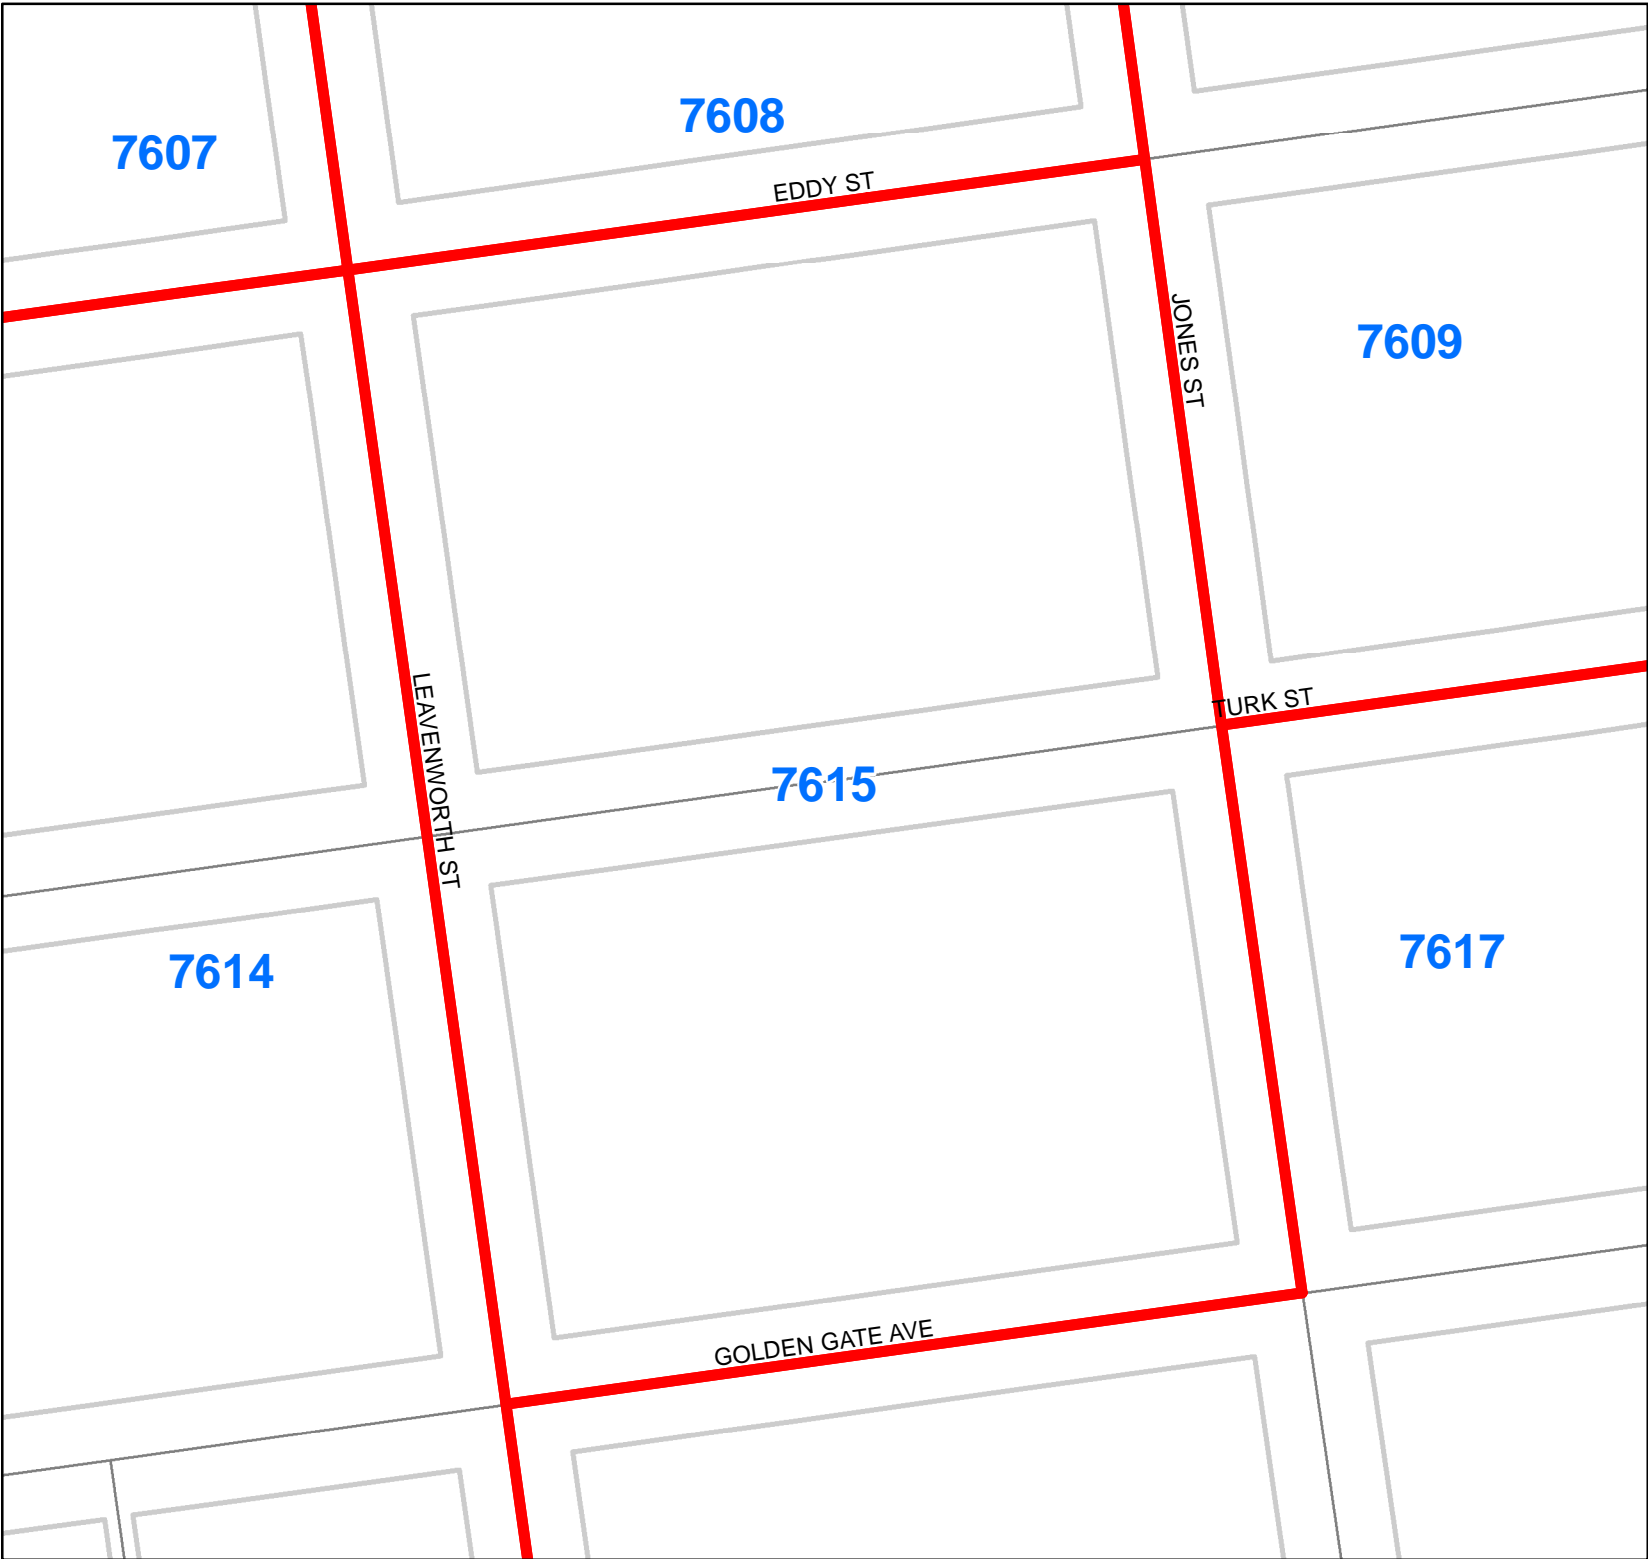 7608
7607
EDDY ST
JONES ST
7609
LEAVENWORTH ST
TURK ST
7615
7614
7617
GOLDEN GATE AVE